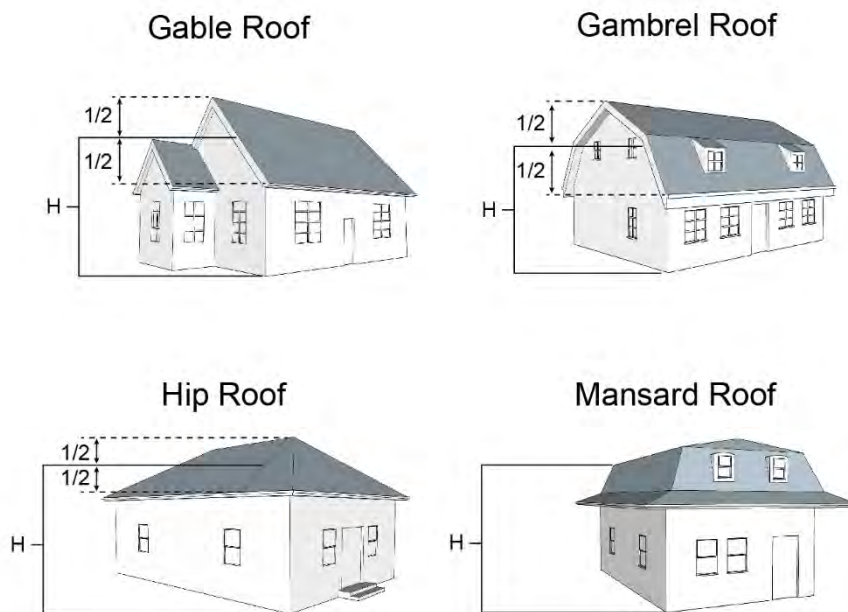 Gable Roof
Gambrel Roof
1/2
1/2
H
1/2
1/2
H
Hip Roof
Mansard Roof
1/2
1/2
H
H